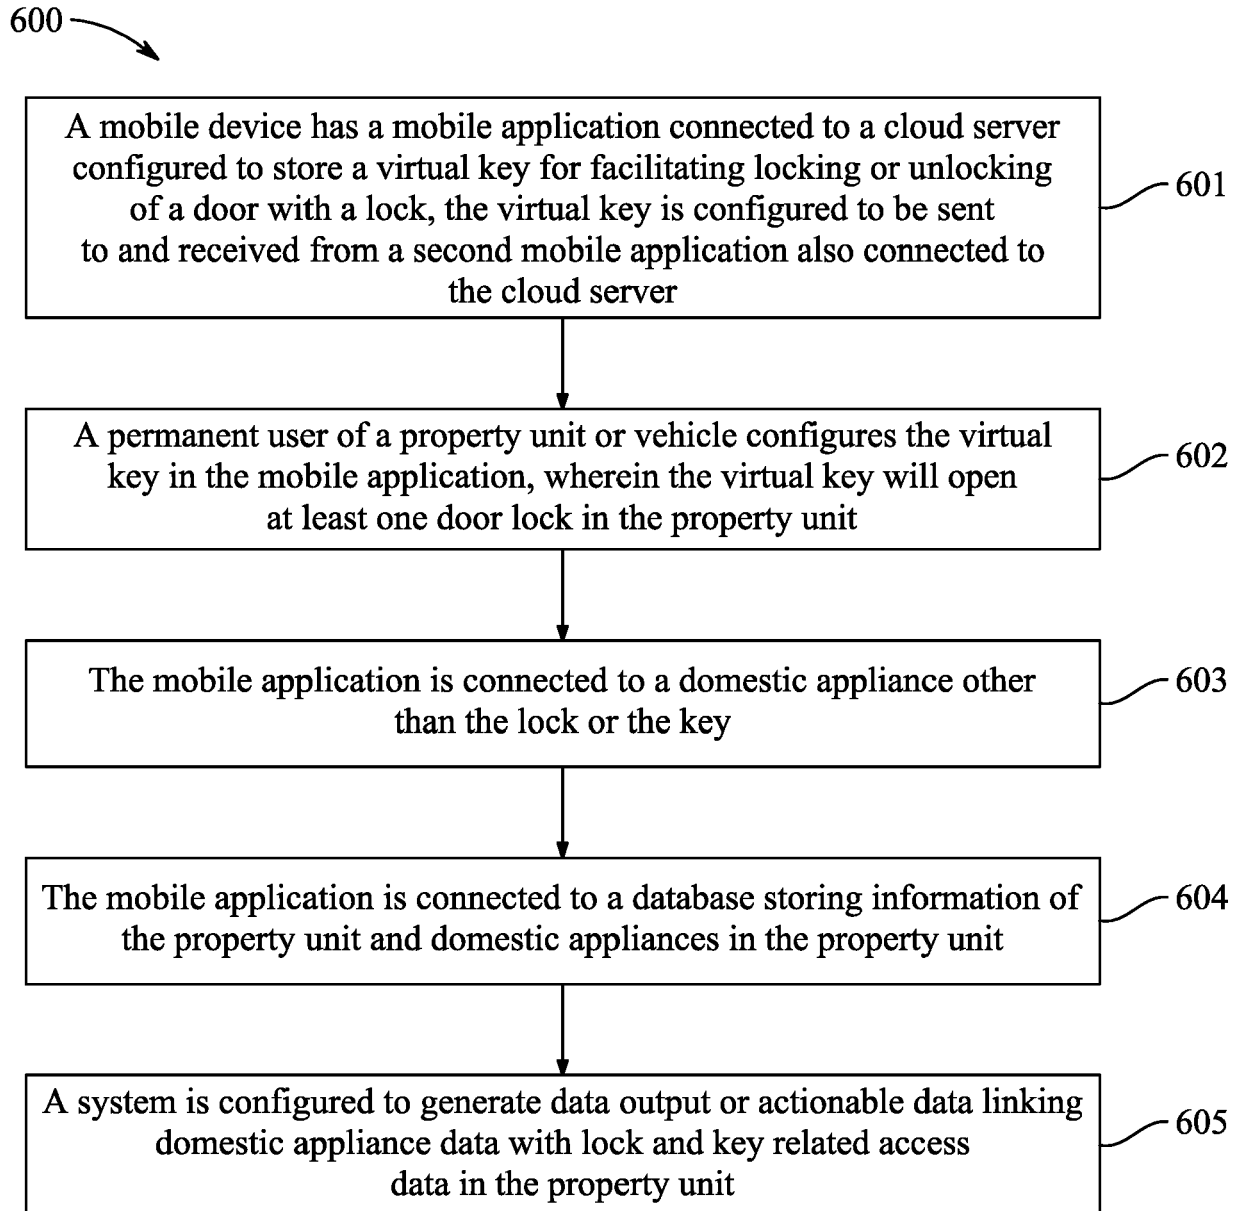 600
A mobile device has a mobile application connected to a cloud server
configured to store a virtual key for facilitating locking or unlocking
of a door with a lock, the virtual key is configured to be sent
to and received from a second mobile application also connected to
the cloud server
601
A permanent user of a property unit or vehicle configures the virtual
key in the mobile application, wherein the virtual key will open
at least one door lock in the property unit
602
The mobile application is connected to a domestic appliance other
than the lock or the key
603
The mobile application is connected to a database storing information of
the property unit and domestic appliances in the property unit
604
A system is configured to generate data output or actionable data linking
domestic appliance data with lock and key related access
data in the property unit
605